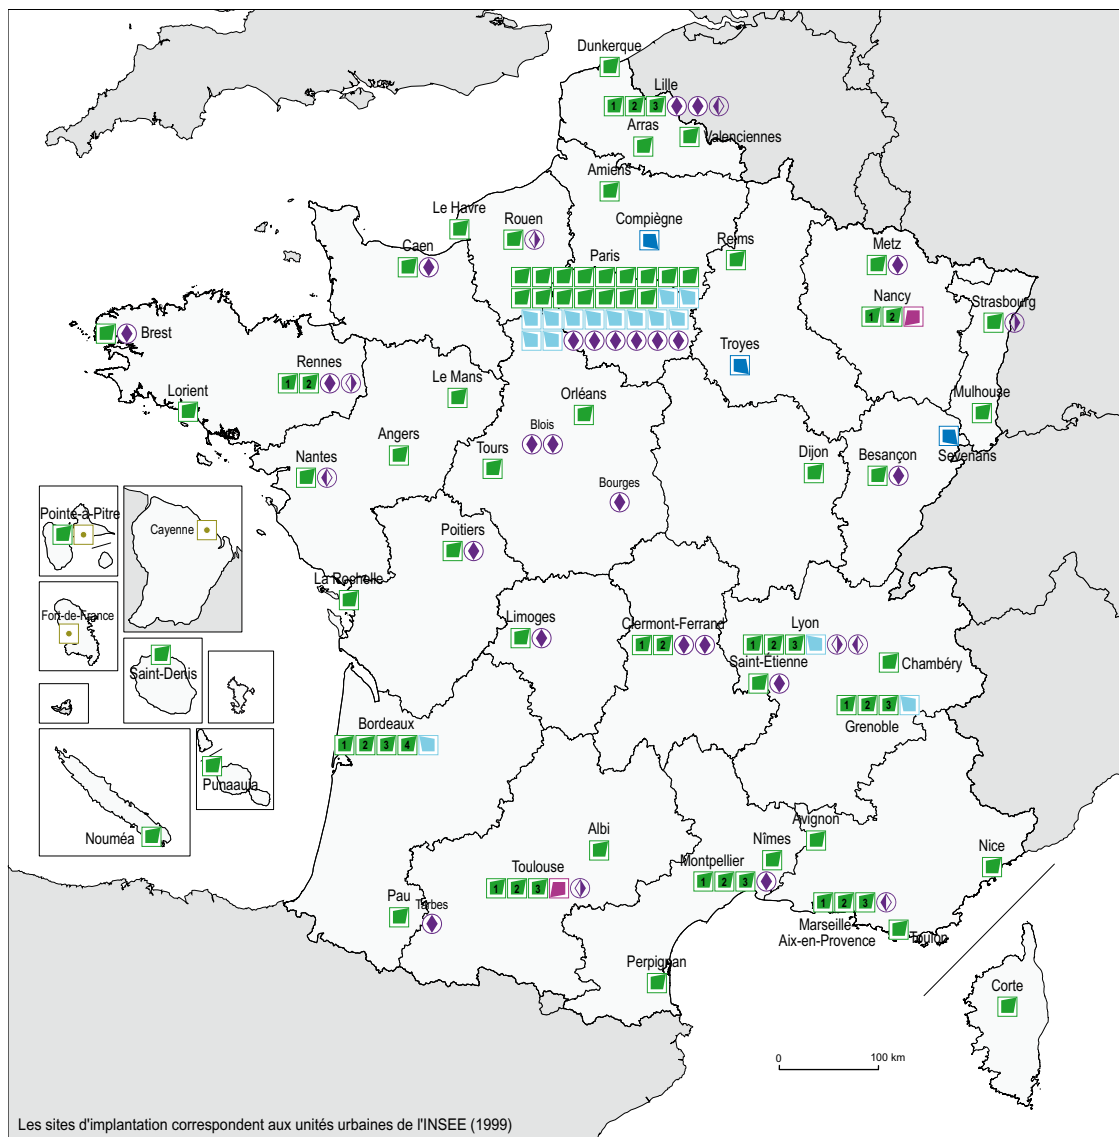 Dunkerque
Lille
1 2 3
Arras
Valenciennes
Amiens
Le Havre
Rouen
Compiègne
Caen
Paris
Reims
Metz
Nancy
1 2
Strasbourg
Brest
Rennes
1 2
Troyes
Le Mans
Lorient
Orléans
Mulhouse
Blois
Angers
Tours
Nantes
Dijon
Besançon
Sevenans
Bourges
Pointe-à-Pitre
Cayenne
Poitiers
La Rochelle
Fort-de-France
Limoges
Clermont-Ferrand
1 2
Lyon
1 2 3
Saint-Étienne
Chambéry
Saint-Denis
1 2 3
Grenoble
Bordeaux
1 2 3 4
Punaauia
Nouméa
Albi
Avignon
Nîmes
Nice
Toulouse
1 2 3
Montpellier
1 2 3
Pau
Tarbes
1 2 3
Marseille
Aix-en-Provence
Toulon
Perpignan
Corte
0 100 km
Les sites d'implantation correspondent aux unités urbaines de l'INSEE (1999)